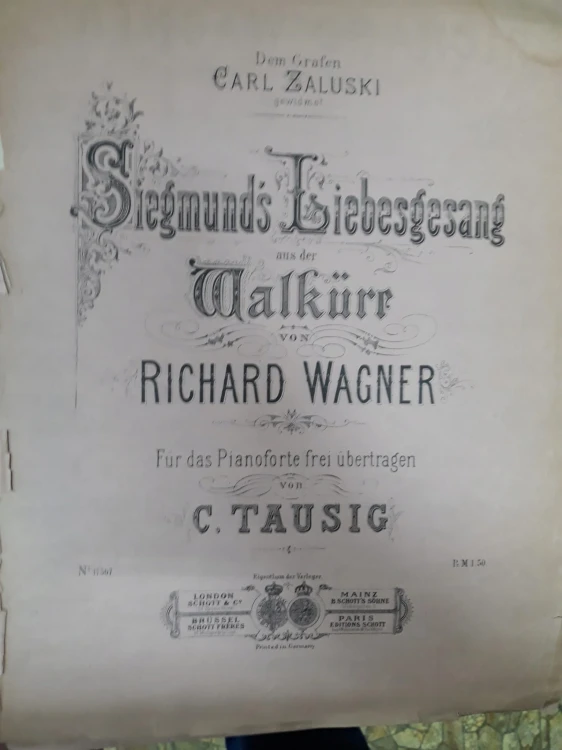 Dem Grafen
CARL ZALUSKI
gewidmet
Siegmund's Liebesgesang
aus der
Walküre
VON
RICHARD WAGNER
Für das Pianoforte frei übertragen
von
C. TAUSIG
R.M 1.50
Eigenthum der Verleger
LONDON
SCHOTT & Co
MAINZ
B. SCHOTT'S SÖHNE
BRÜSSEL
SCHOTT FRÈRES
PARIS
EDITIONS SCHOTT
Printed in Germany